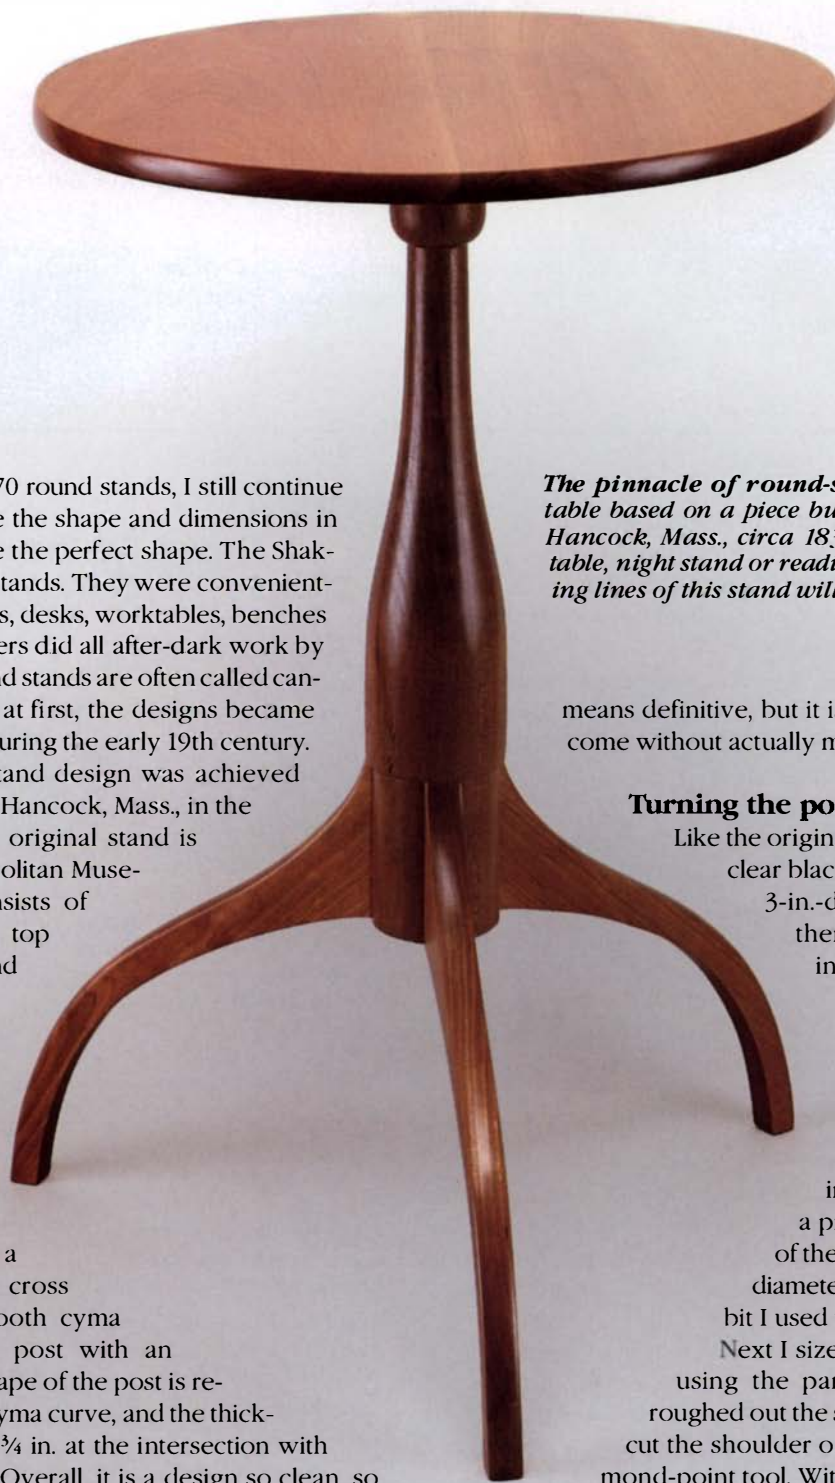 70 round stands, I still continue
e the shape and dimensions in
e the perfect shape. The Shak-
tands. They were convenient-
s, desks, worktables, benches
ers did all after-dark work by
nd stands are often called can-
at first, the designs became
uring the early 19th century.
tand design was achieved
Hancock, Mass., in the
original stand is
olitan Muse-
nsists of
top
nd
a
cross
ooth cyma
post with an
ape of the post is re-
yma curve, and the thick-
¾ in. at the intersection with
Overall, it is a design so clean, so
The pinnacle of round-s
table based on a piece bu
Hancock, Mass., circa 183
table, night stand or readi
ing lines of this stand will
means definitive, but it i
come without actually m
Turning the po
Like the origin
clear blac
3-in.-d
the
in
in
a p
of the
diamete
bit I used
Next I size
using the par
roughed out the s
cut the shoulder o
mond-point tool. Wit